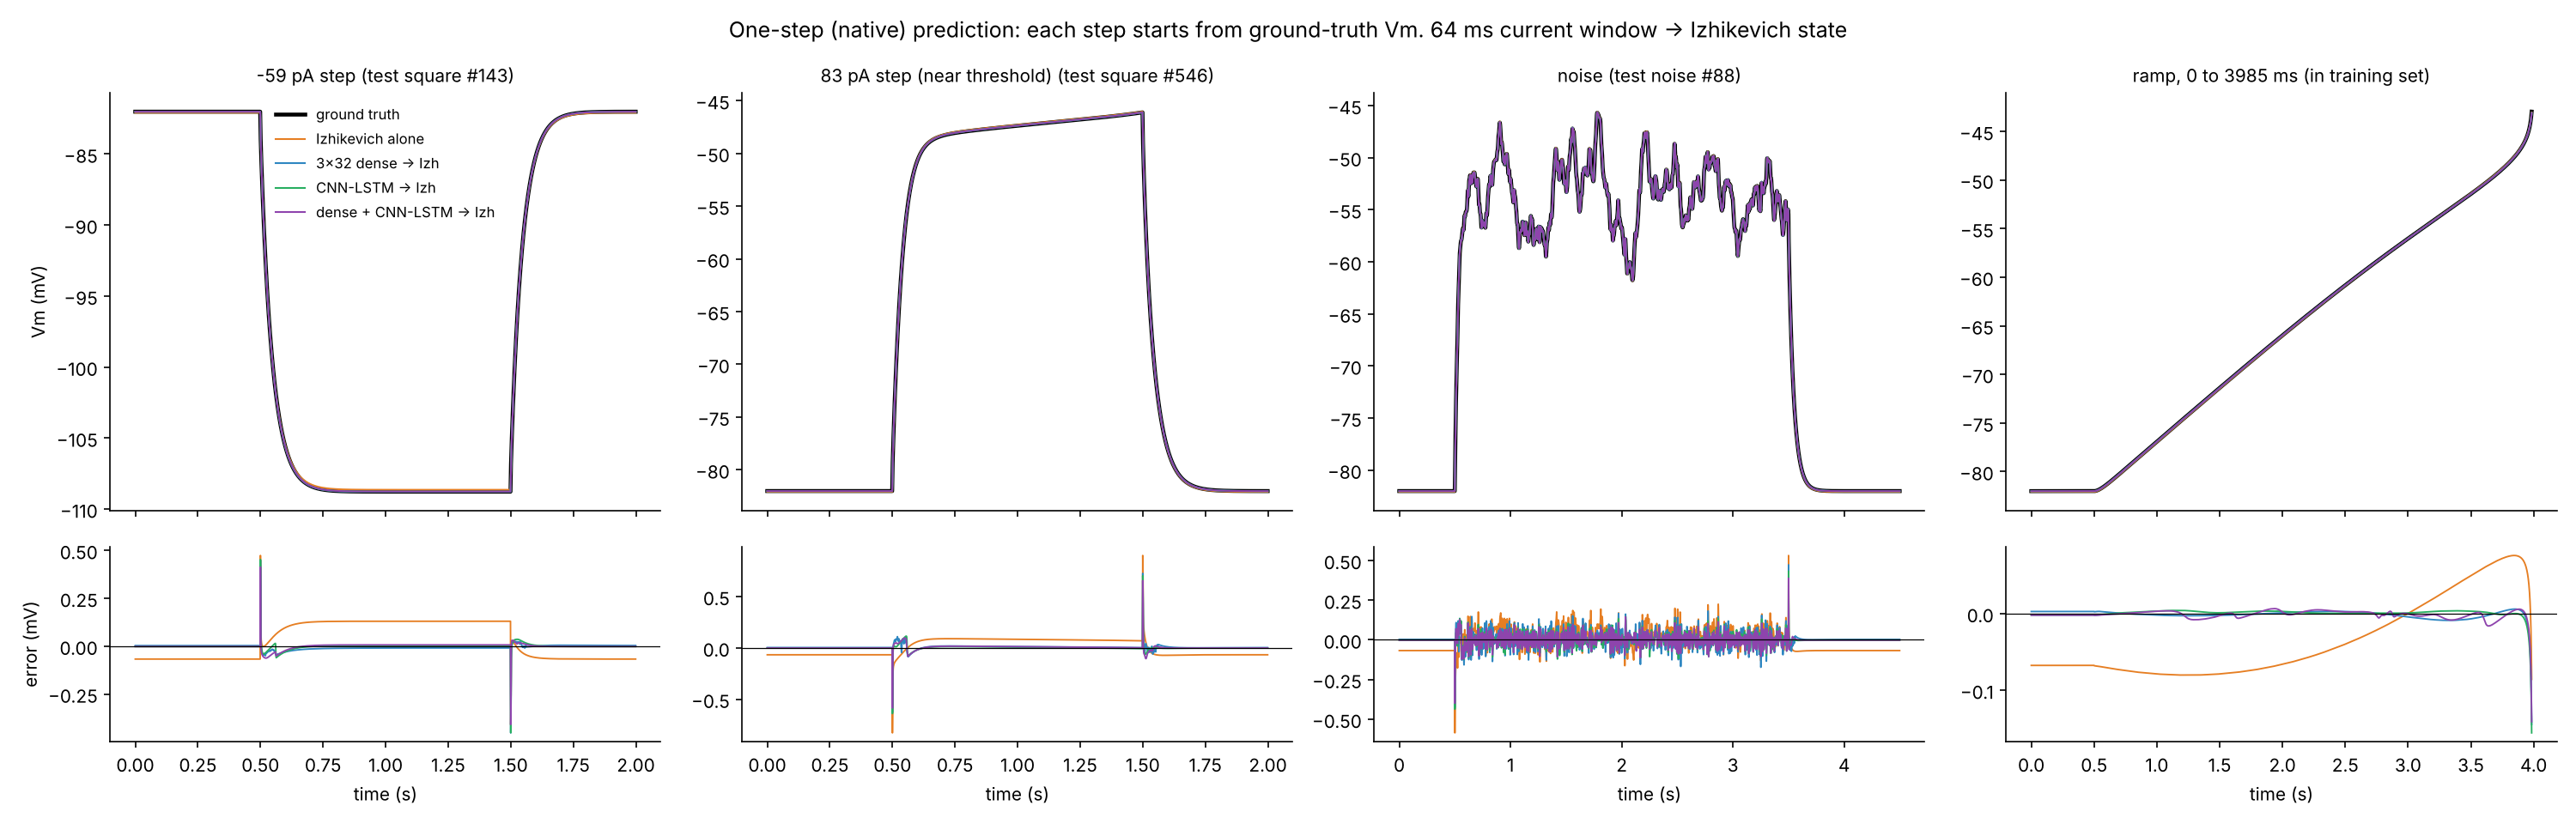 One-step (native) prediction: each step starts from ground-truth Vm. 64 ms current window → Izhikevich state
-59 pA step (test square #143)
83 pA step (near threshold) (test square #546)
noise (test noise #88)
ramp, 0 to 3985 ms (in training set)
ground truth
Izhikevich alone
3×32 dense → Izh
CNN-LSTM → Izh
dense + CNN-LSTM → Izh
Vm (mV)
−85
−90
−95
−100
−105
−110
−45
−50
−55
−60
−65
−70
−75
−80
−45
−50
−55
−60
−65
−70
−75
−80
−45
−50
−55
−60
−65
−70
−75
−80
error (mV)
0.50
0.25
0.00
−0.25
0.00 0.25 0.50 0.75 1.00 1.25 1.50 1.75 2.00
time (s)
0.5
0.0
−0.5
0.00 0.25 0.50 0.75 1.00 1.25 1.50 1.75 2.00
time (s)
0.50
0.25
0.00
−0.25
−0.50
0 1 2 3 4
time (s)
0.0
−0.1
0.0 0.5 1.0 1.5 2.0 2.5 3.0 3.5 4.0
time (s)